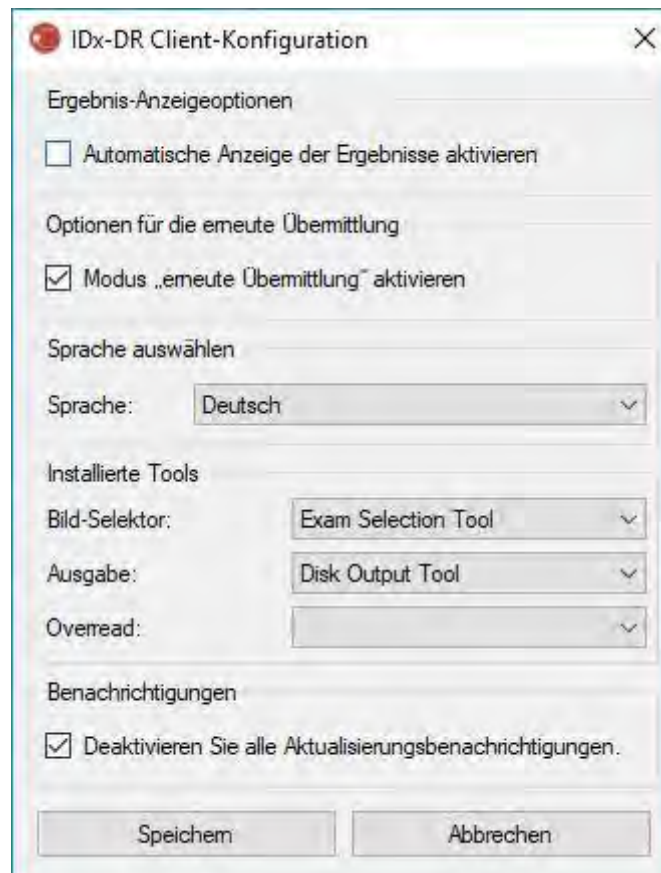 IDx-DR Client-Konfiguration
Ergebnis-Anzeigeoptionen
Automatische Anzeige der Ergebnisse aktivieren
Optionen für die erneute Übermittlung
Modus „erneute Übermittlung“ aktivieren
Sprache auswählen
Sprache: Deutsch
Installierte Tools
Bild-Selektor: Exam Selection Tool
Ausgabe: Disk Output Tool
Overread:
Benachrichtigungen
Deaktivieren Sie alle Aktualisierungsbenachrichtigungen.
Speichern Abbrechen